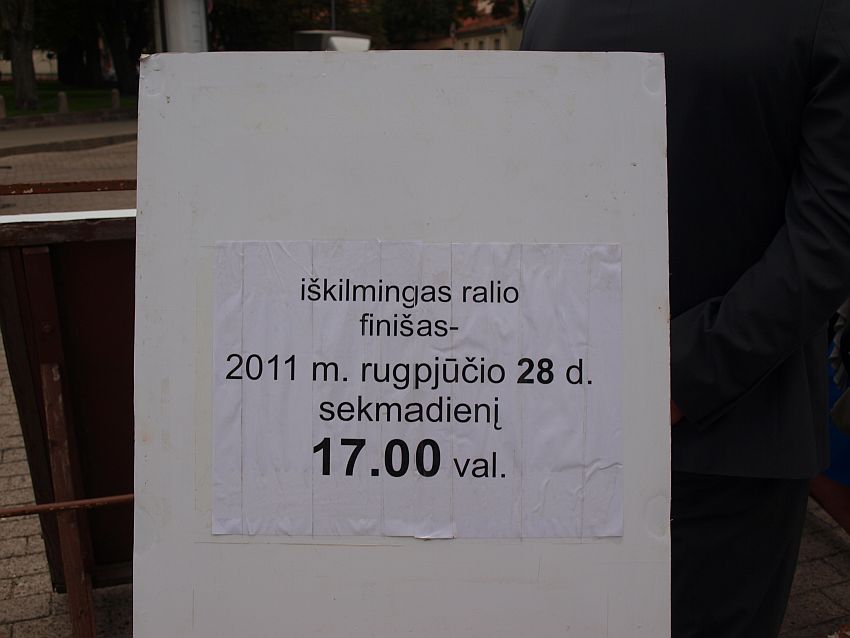 iškilmingas ralio
finišas-
2011 m. rugpjūčio 28 d.
sekmadienį
17.00 val.